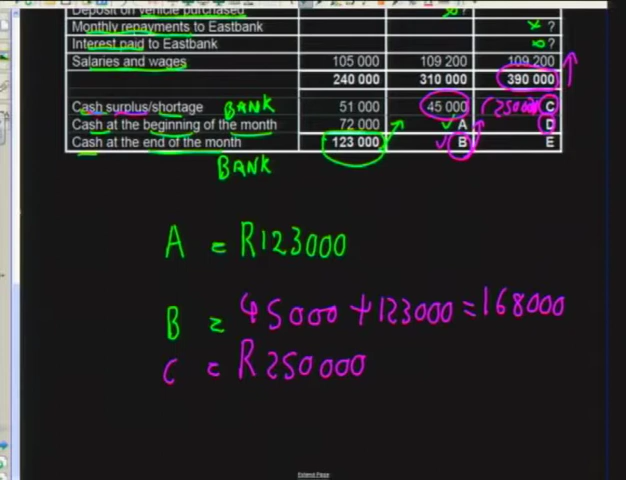 Deposit on vehicle purchased ?
Monthly repayments to Eastbank ?
Interest paid to Eastbank ?
Salaries and wages 105 000 109 200 109 200
240 000 310 000 390 000
Cash surplus/shortage BANK 51 000 45 000 C
Cash at the beginning of the month 72 000 A D
Cash at the end of the month 123 000 B E
BANK
A = R123000
B = 45000 + 123000 = 168000
C = R250000
Extend Page